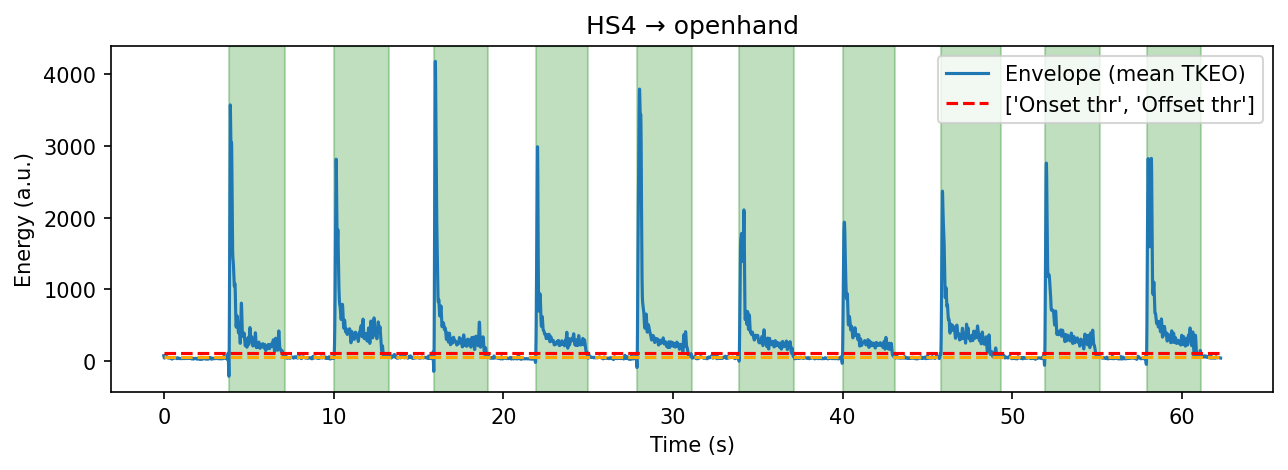 HS4 → openhand
Energy (a.u.)
4000
3000
2000
1000
0
Envelope (mean TKEO)
['Onset thr', 'Offset thr']
0 10 20 30 40 50 60
Time (s)